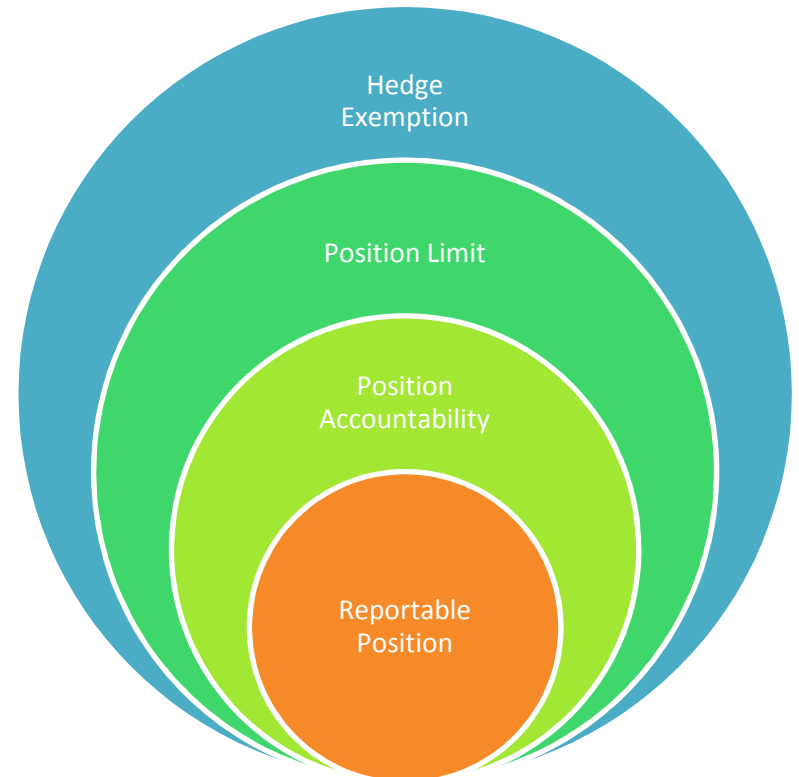 Hedge
Exemption
Position Limit
Position
Accountability
Reportable
Position